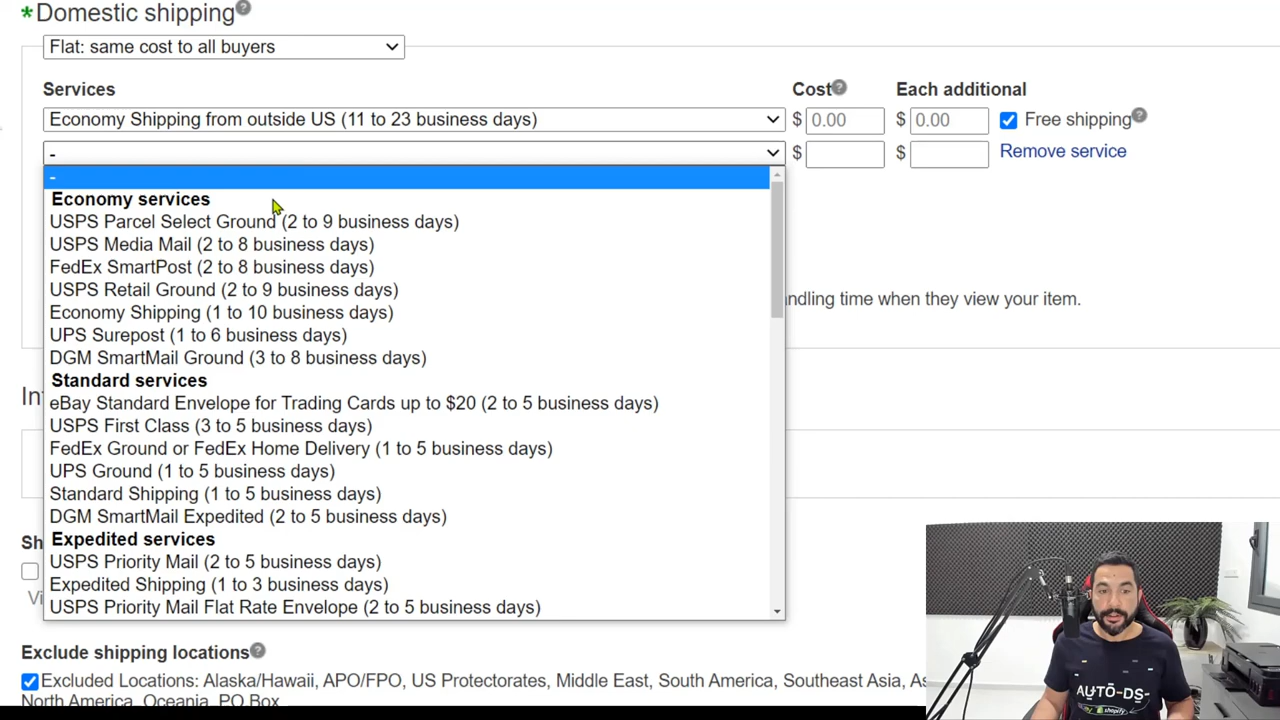 *Domestic shipping ?
Flat: same cost to all buyers
Services Cost ? Each additional
Economy Shipping from outside US (11 to 23 business days) $ 0.00 $ 0.00 Free shipping ?
- $ $ Remove service
-
Economy services
USPS Parcel Select Ground (2 to 9 business days)
USPS Media Mail (2 to 8 business days)
FedEx SmartPost (2 to 8 business days)
USPS Retail Ground (2 to 9 business days)
ndling time when they view your item.
Economy Shipping (1 to 10 business days)
UPS Surepost (1 to 6 business days)
DGM SmartMail Ground (3 to 8 business days)
Standard services
In
eBay Standard Envelope for Trading Cards up to $20 (2 to 5 business days)
USPS First Class (3 to 5 business days)
FedEx Ground or FedEx Home Delivery (1 to 5 business days)
UPS Ground (1 to 5 business days)
Standard Shipping (1 to 5 business days)
DGM SmartMail Expedited (2 to 5 business days)
Expedited services
Sh
USPS Priority Mail (2 to 5 business days)
Expedited Shipping (1 to 3 business days)
Vi
USPS Priority Mail Flat Rate Envelope (2 to 5 business days)
Exclude shipping locations ?
Excluded Locations: Alaska/Hawaii, APO/FPO, US Protectorates, Middle East, South America, Southeast Asia, As
North America, Oceania, PO Box
AUTO-DS
shopify